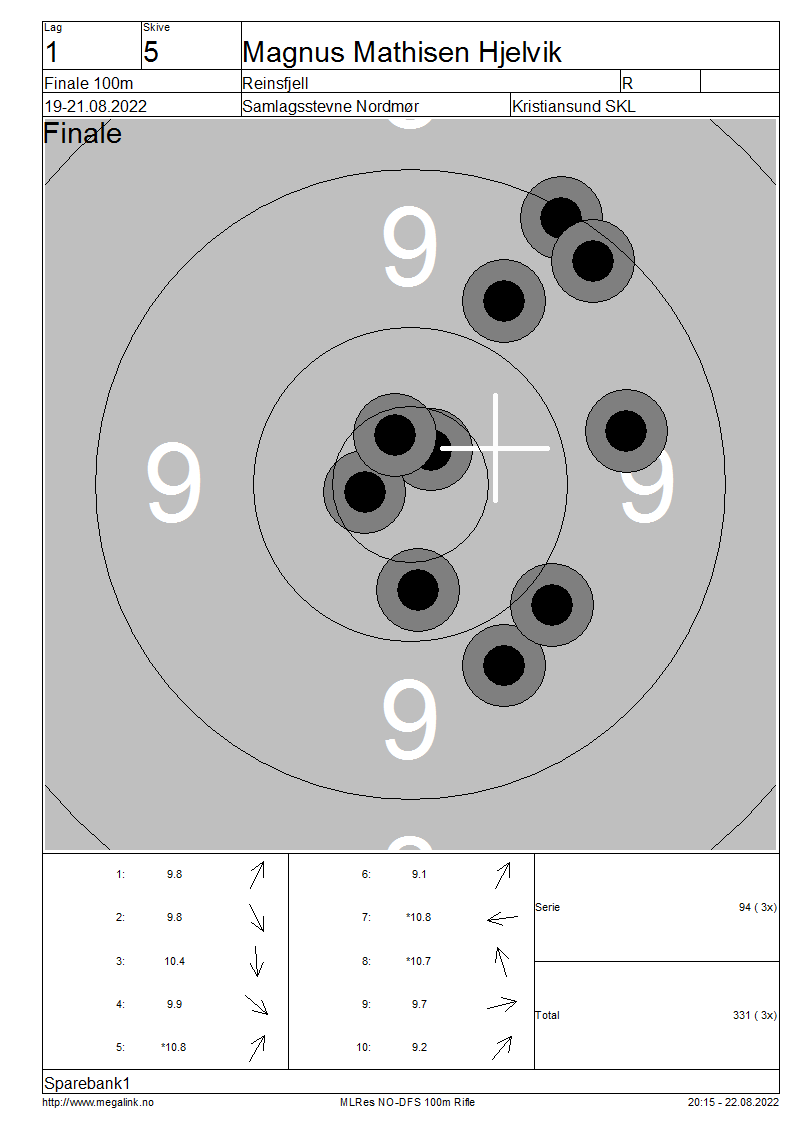 Lag Skive
1 5 Magnus Mathisen Hjelvik
Finale 100m Reinsfjell R
19-21.08.2022 Samlagsstevne Nordmør Kristiansund SKL
Finale
9
9 9
9
1: 9.8 6: 9.1
2: 9.8 7: *10.8
3: 10.4 8: *10.7
4: 9.9 9: 9.7
5: *10.8 10: 9.2
Serie 94 ( 3x)
Total 331 ( 3x)
Sparebank1
http://www.megalink.no MLRes NO-DFS 100m Rifle 20:15 - 22.08.2022